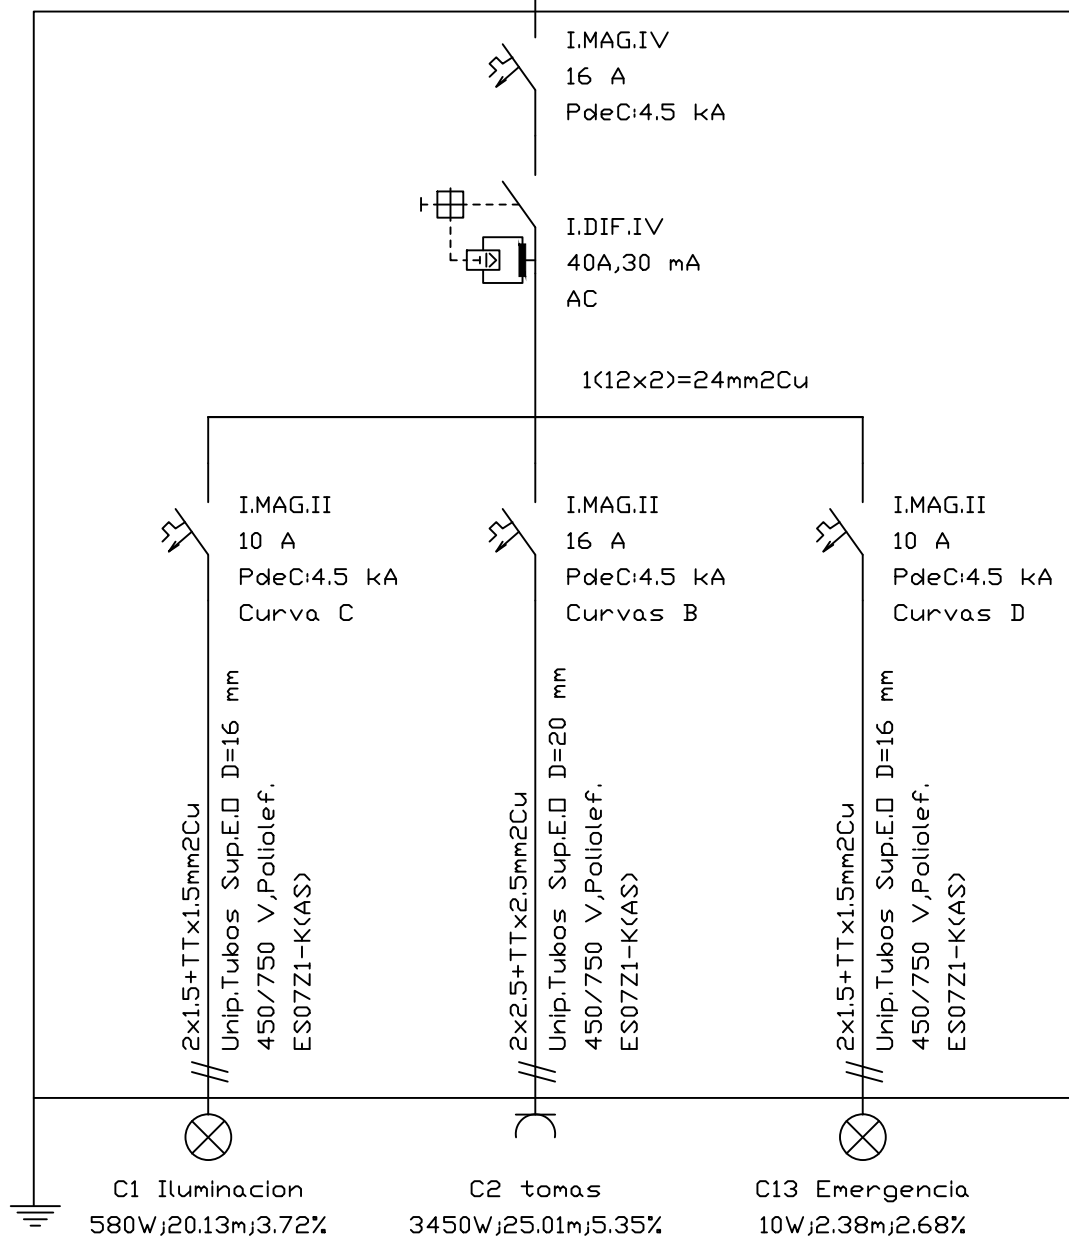 I.MAG.IV
16 A
PdeC:4.5 kA
I.DIF.IV
40A,30 mA
AC
1(12x2)=24mm2Cu
I.MAG.II
10 A
PdeC:4.5 kA
Curva C
I.MAG.II
16 A
PdeC:4.5 kA
Curvas B
I.MAG.II
10 A
PdeC:4.5 kA
Curvas D
2x1.5+TTx1.5mm2Cu
Unip.Tubos Sup.E.O D=16 mm
450/750 V,Poliolef.
ES07Z1-K(AS)
2x2.5+TTx2.5mm2Cu
Unip.Tubos Sup.E.O D=20 mm
450/750 V,Poliolef.
ES07Z1-K(AS)
2x1.5+TTx1.5mm2Cu
Unip.Tubos Sup.E.O D=16 mm
450/750 V,Poliolef.
ES07Z1-K(AS)
C1 Iluminacion
580W;20.13m;3.72%
C2 tomas
3450W;25.01m;5.35%
C13 Emergencia
10W;2.38m;2.68%